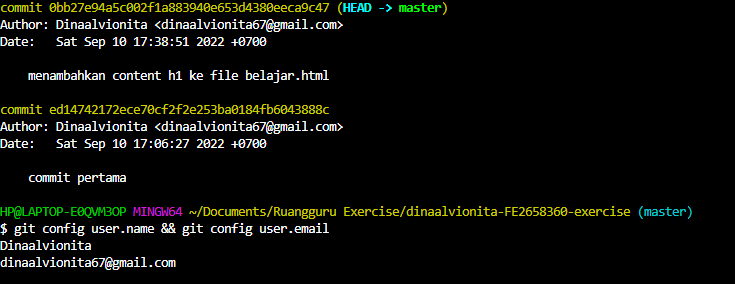 commit 0bb27e94a5c002f1a883940e653d4380eeca9c47 (HEAD -> master)
Author: Dinaalvionita <dinaalvionita67@gmail.com>
Date:   Sat Sep 10 17:38:51 2022 +0700
    menambahkan content h1 ke file belajar.html
commit ed14742172ece70cf2f2e253ba0184fb6043888c
Author: Dinaalvionita <dinaalvionita67@gmail.com>
Date:   Sat Sep 10 17:06:27 2022 +0700
    commit pertama
HP@LAPTOP-E0QVM3OP MINGW64 ~/Documents/Ruangguru Exercise/dinaalvionita-FE2658360-exercise (master)
$ git config user.name && git config user.email
Dinaalvionita
dinaalvionita67@gmail.com